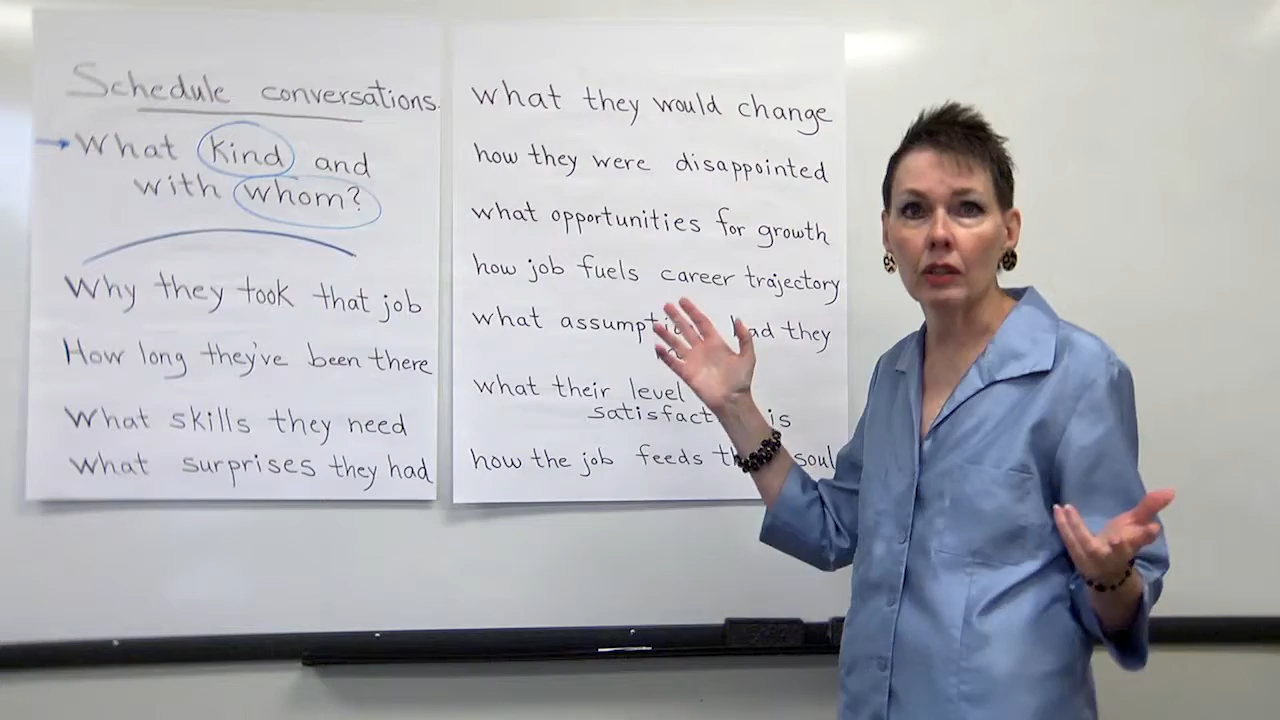 Schedule conversations.
What kind and
with whom?
Why they took that job
How long they've been there
What skills they need
What surprises they had
what they would change
how they were disappointed
what opportunities for growth
how job fuels career trajectory
what had they
what their level
is
how the job feeds soul